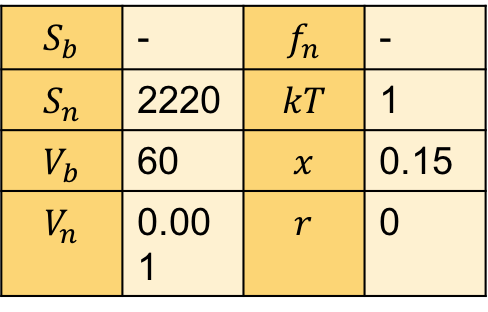 S_b - f_n -
S_n 2220 kT 1
V_b 60 x 0.15
V_n 0.00 r 0
1